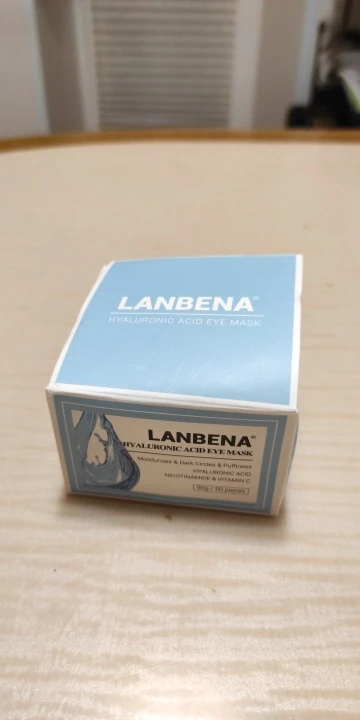 LANBENA®
HYALURONIC ACID EYE MASK
LANBENA®
HYALURONIC ACID EYE MASK
Moisturizes & Dark Circles & Puffiness
HYALURONIC ACID
NICOTINAMIDE & VITAMIN C
90g / 60 pieces